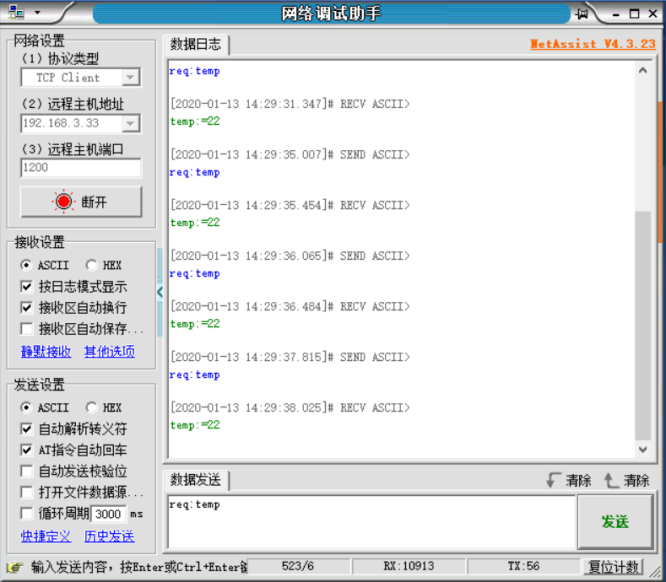 网络调试助手
网络设置
(1) 协议类型
TCP Client
(2) 远程主机地址
192.168.3.33
(3) 远程主机端口
1200
断开
接收设置
ASCII HEX
按日志模式显示
接收区自动换行
接收区自动保存...
静默接收 其他选项
发送设置
ASCII HEX
自动解析转义符
AT指令自动回车
自动发送校验位
打开文件数据源...
循环周期 3000 ms
快捷定义 历史发送
数据日志 NetAssist V4.3.23
req:temp
[2020-01-13 14:29:31.347]# RECV ASCII>
temp:=22
[2020-01-13 14:29:35.007]# SEND ASCII>
req:temp
[2020-01-13 14:29:35.454]# RECV ASCII>
temp:=22
[2020-01-13 14:29:36.065]# SEND ASCII>
req:temp
[2020-01-13 14:29:36.484]# RECV ASCII>
temp:=22
[2020-01-13 14:29:37.815]# SEND ASCII>
req:temp
[2020-01-13 14:29:38.025]# RECV ASCII>
temp:=22
数据发送 清除 清除
req:temp
发送
输入发送内容，按Enter或Ctrl+Enter 523/6 RX:10913 TX:56 复位计数